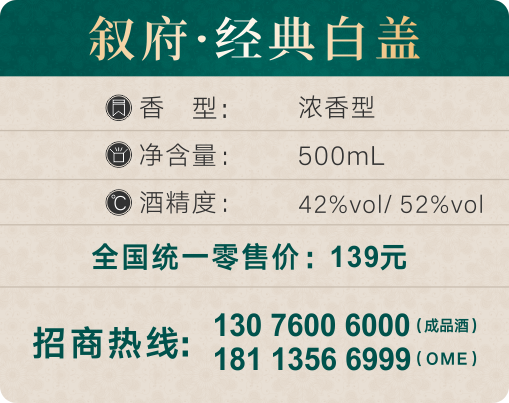 叙府·经典白盖
香 型： 浓香型
净含量： 500mL
℃ 酒精度： 42%vol/ 52%vol
全国统一零售价：139元
招商热线:
130 7600 6000（成品酒）
181 1356 6999（OME）